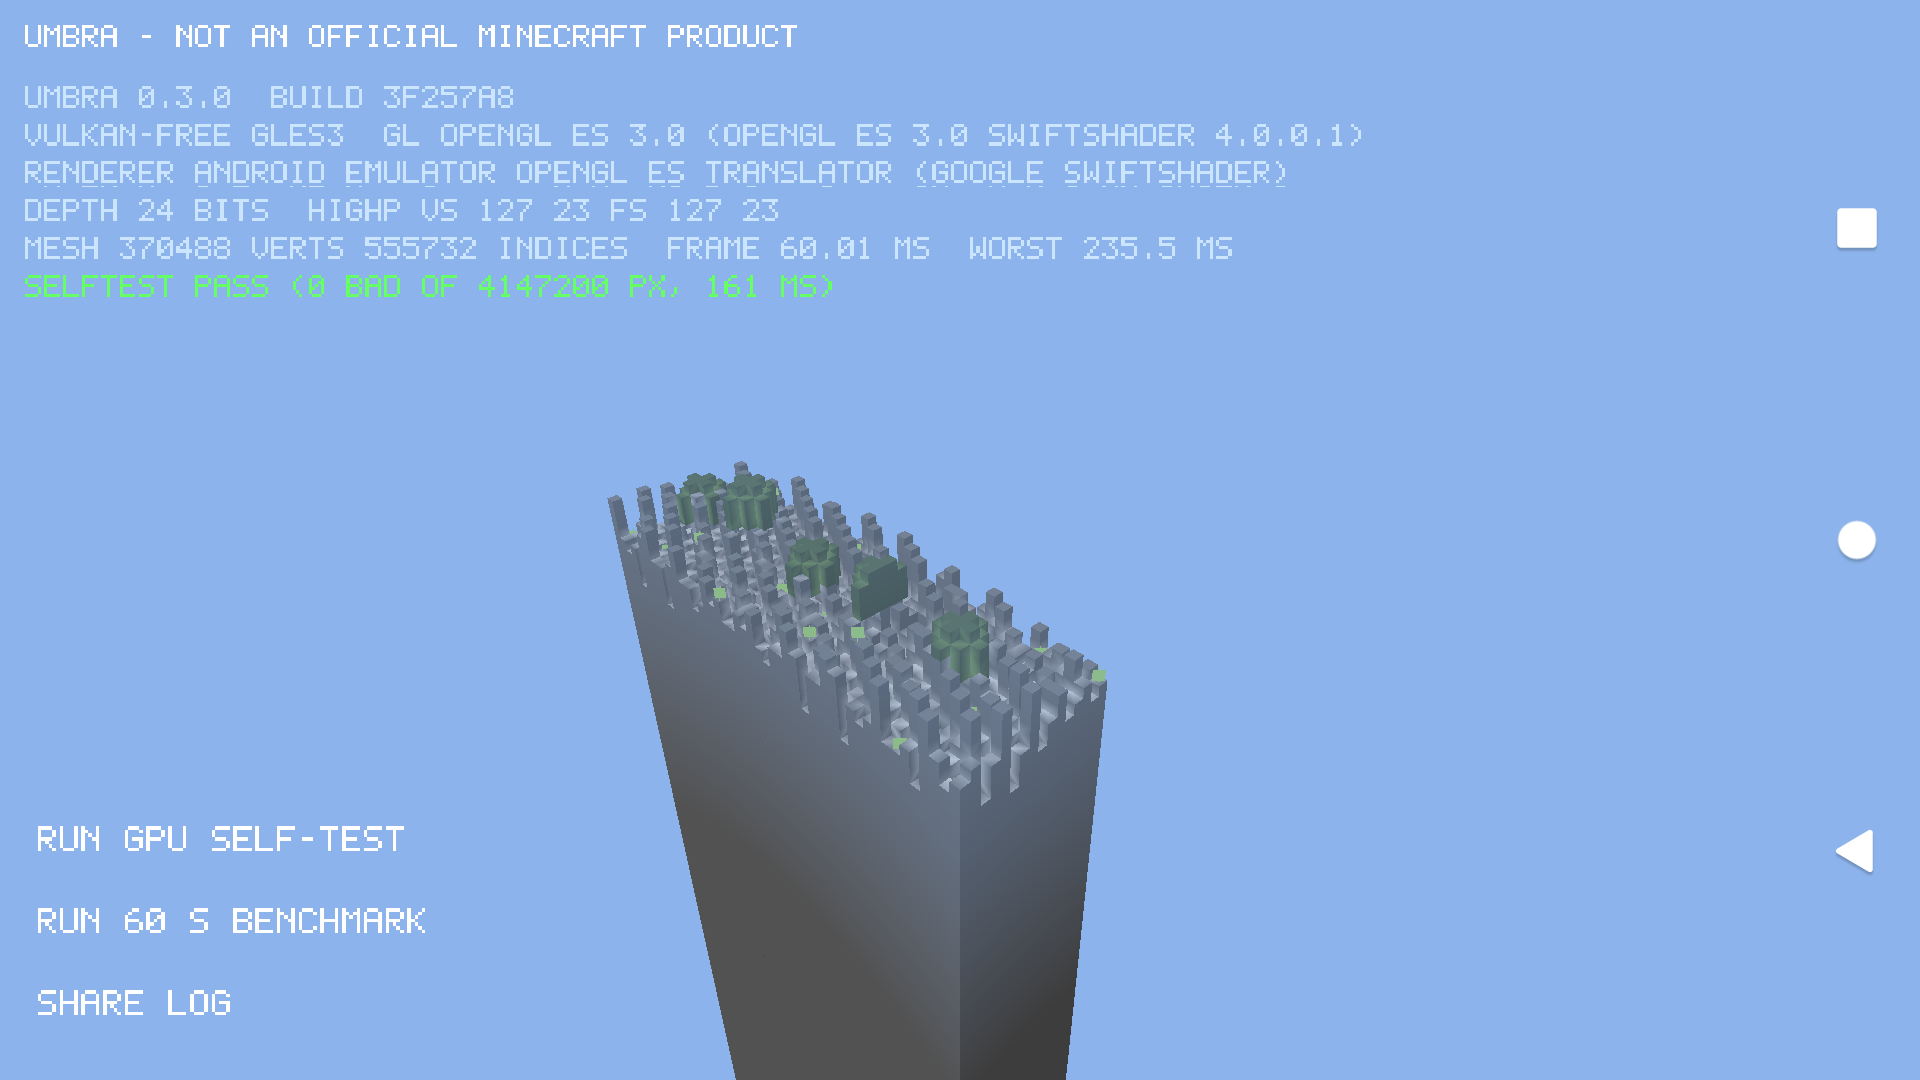 UMBRA - NOT AN OFFICIAL MINECRAFT PRODUCT
UMBRA 0.3.0 BUILD 3F257A8
VULKAN-FREE GLES3 GL OPENGL ES 3.0 (OPENGL ES 3.0 SWIFTSHADER 4.0.0.1)
RENDERER ANDROID EMULATOR OPENGL ES TRANSLATOR (GOOGLE SWIFTSHADER)
DEPTH 24 BITS HIGHP VS 127 23 FS 127 23
MESH 370488 VERTS 555732 INDICES FRAME 60.01 MS WORST 235.5 MS
SELFTEST PASS (0 BAD OF 4147200 PX, 161 MS)
RUN GPU SELF-TEST
RUN 60 S BENCHMARK
SHARE LOG